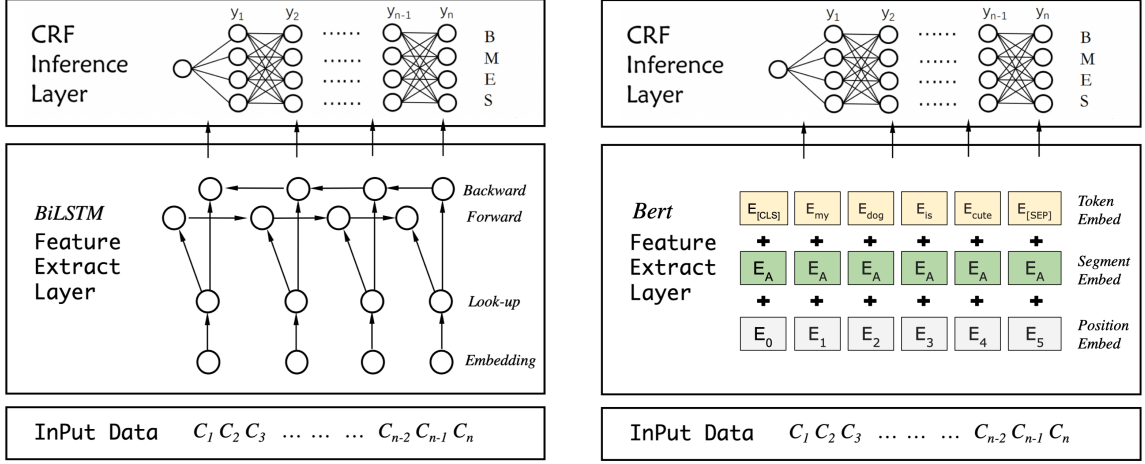 y1 y2 yn-1 yn
CRF
Inference
Layer
......
......
......
......
B
M
E
S
BiLSTM
Feature
Extract
Layer
Backward
Forward
Look-up
Embedding
InPut Data C1 C2 C3 ... ... ... Cn-2 Cn-1 Cn
y1 y2 yn-1 yn
CRF
Inference
Layer
......
......
......
......
B
M
E
S
Bert
Feature
Extract
Layer
E[CLS] Emy Edog Eis Ecute E[SEP]
Token
Embed
+ + + + + +
EA EA EA EA EA EA
Segment
Embed
+ + + + + +
E0 E1 E2 E3 E4 E5
Position
Embed
InPut Data C1 C2 C3 ... ... ... Cn-2 Cn-1 Cn